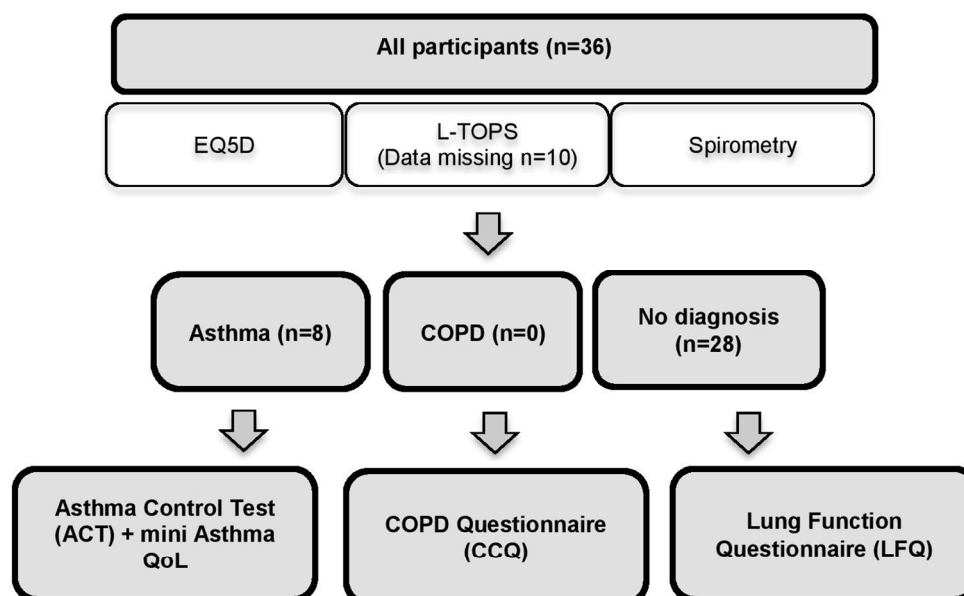 All participants (n=36)
EQ5D
L-TOPS
(Data missing n=10)
Spirometry
Asthma (n=8)
COPD (n=0)
No diagnosis
(n=28)
Asthma Control Test
(ACT) + mini Asthma
QoL
COPD Questionnaire
(CCQ)
Lung Function
Questionnaire (LFQ)